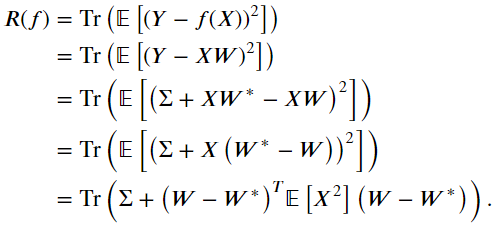 R(f) = Tr (𝔼 [(Y − f(X))²])
= Tr (𝔼 [(Y − XW)²])
= Tr (𝔼 [(Σ + XW* − XW)²])
= Tr (𝔼 [(Σ + X (W* − W))²])
= Tr (Σ + (W − W*)ᵀ 𝔼 [X²] (W − W*)) .